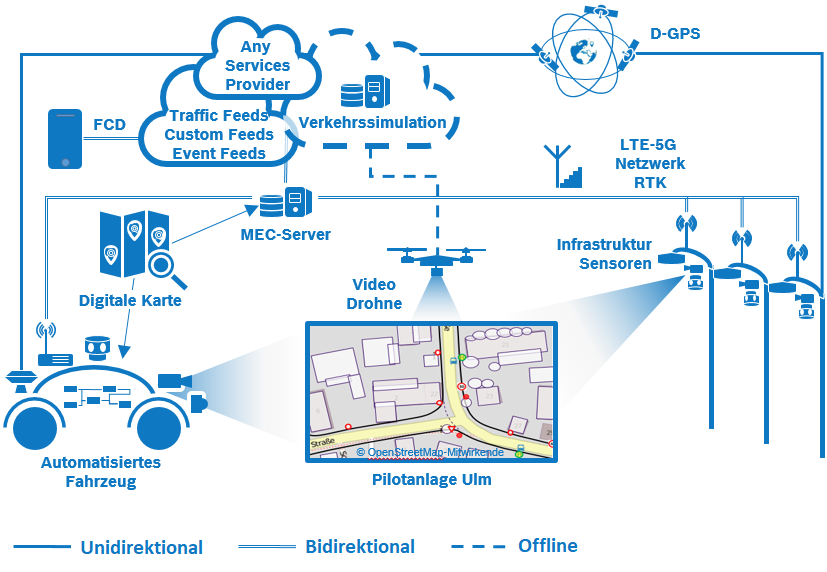 Any
Services
Provider
D-GPS
FCD
Traffic Feeds
Custom Feeds
Event Feeds
Verkehrssimulation
LTE-5G
Netzwerk
RTK
MEC-Server
Infrastruktur
Sensoren
Digitale Karte
Video
Drohne
Straße
© OpenStreetMap-Mitwirkende
Automatisiertes
Fahrzeug
Pilotanlage Ulm
Unidirektional
Bidirektional
Offline